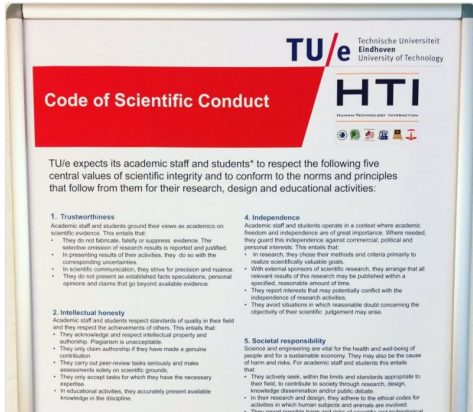 TU/e Technische Universiteit
Eindhoven
University of Technology
Code of Scientific Conduct
HTI
HUMAN-TECHNOLOGY INTERACTION
TU/e expects its academic staff and students* to respect the following five
central values of scientific integrity and to conform to the norms and principles
that follow from them for their research, design and educational activities:
1. Trustworthiness
Academic staff and students ground their views as academics on
scientific evidence. This entails that:
• They do not fabricate, falsify or suppress evidence. The
selective omission of research results is reported and justified.
• In presenting results of their activities, they do so with the
corresponding uncertainties.
• In scientific communication, they strive for precision and nuance.
• They do not present as established facts speculations, personal
opinions and claims that go beyond available evidence.
2. Intellectual honesty
Academic staff and students respect standards of quality in their field
and they respect the achievements of others. This entails that:
• They acknowledge and respect intellectual property and
authorship. Plagiarism is unacceptable.
• They only claim authorship if they have made a genuine
contribution.
• They carry out peer-review tasks seriously and make
assessments solely on scientific grounds.
• They only accept tasks for which they have the necessary
expertise.
• In educational activities, they accurately present available
knowledge in the discipline.
4. Independence
Academic staff and students operate in a context where academic
freedom and independence are of great importance. Where needed,
they guard this independence against commercial, political and
personal interests. This entails that:
• In research, they chose their methods and criteria primarily to
realize scientifically valuable goals.
• With external sponsors of scientific research, they arrange that all
relevant results of this research may be published within a
specified, reasonable amount of time.
• They report interests that may potentially conflict with the
independence of research activities.
• They avoid situations in which reasonable doubt concerning the
objectivity of their scientific judgement may arise.
5. Societal responsibility
Science and engineering are vital for the health and well-being of
people and for a sustainable economy. They may also be the cause
of harm and risks. For academic staff and students this entails
that:
• They actively seek, within the limits and standards appropriate to
their field, to contribute to society through research, design,
knowledge dissemination and/or public debate.
• In their research and design, they adhere to the ethical codes for
activities in which human subjects and animals are involved.